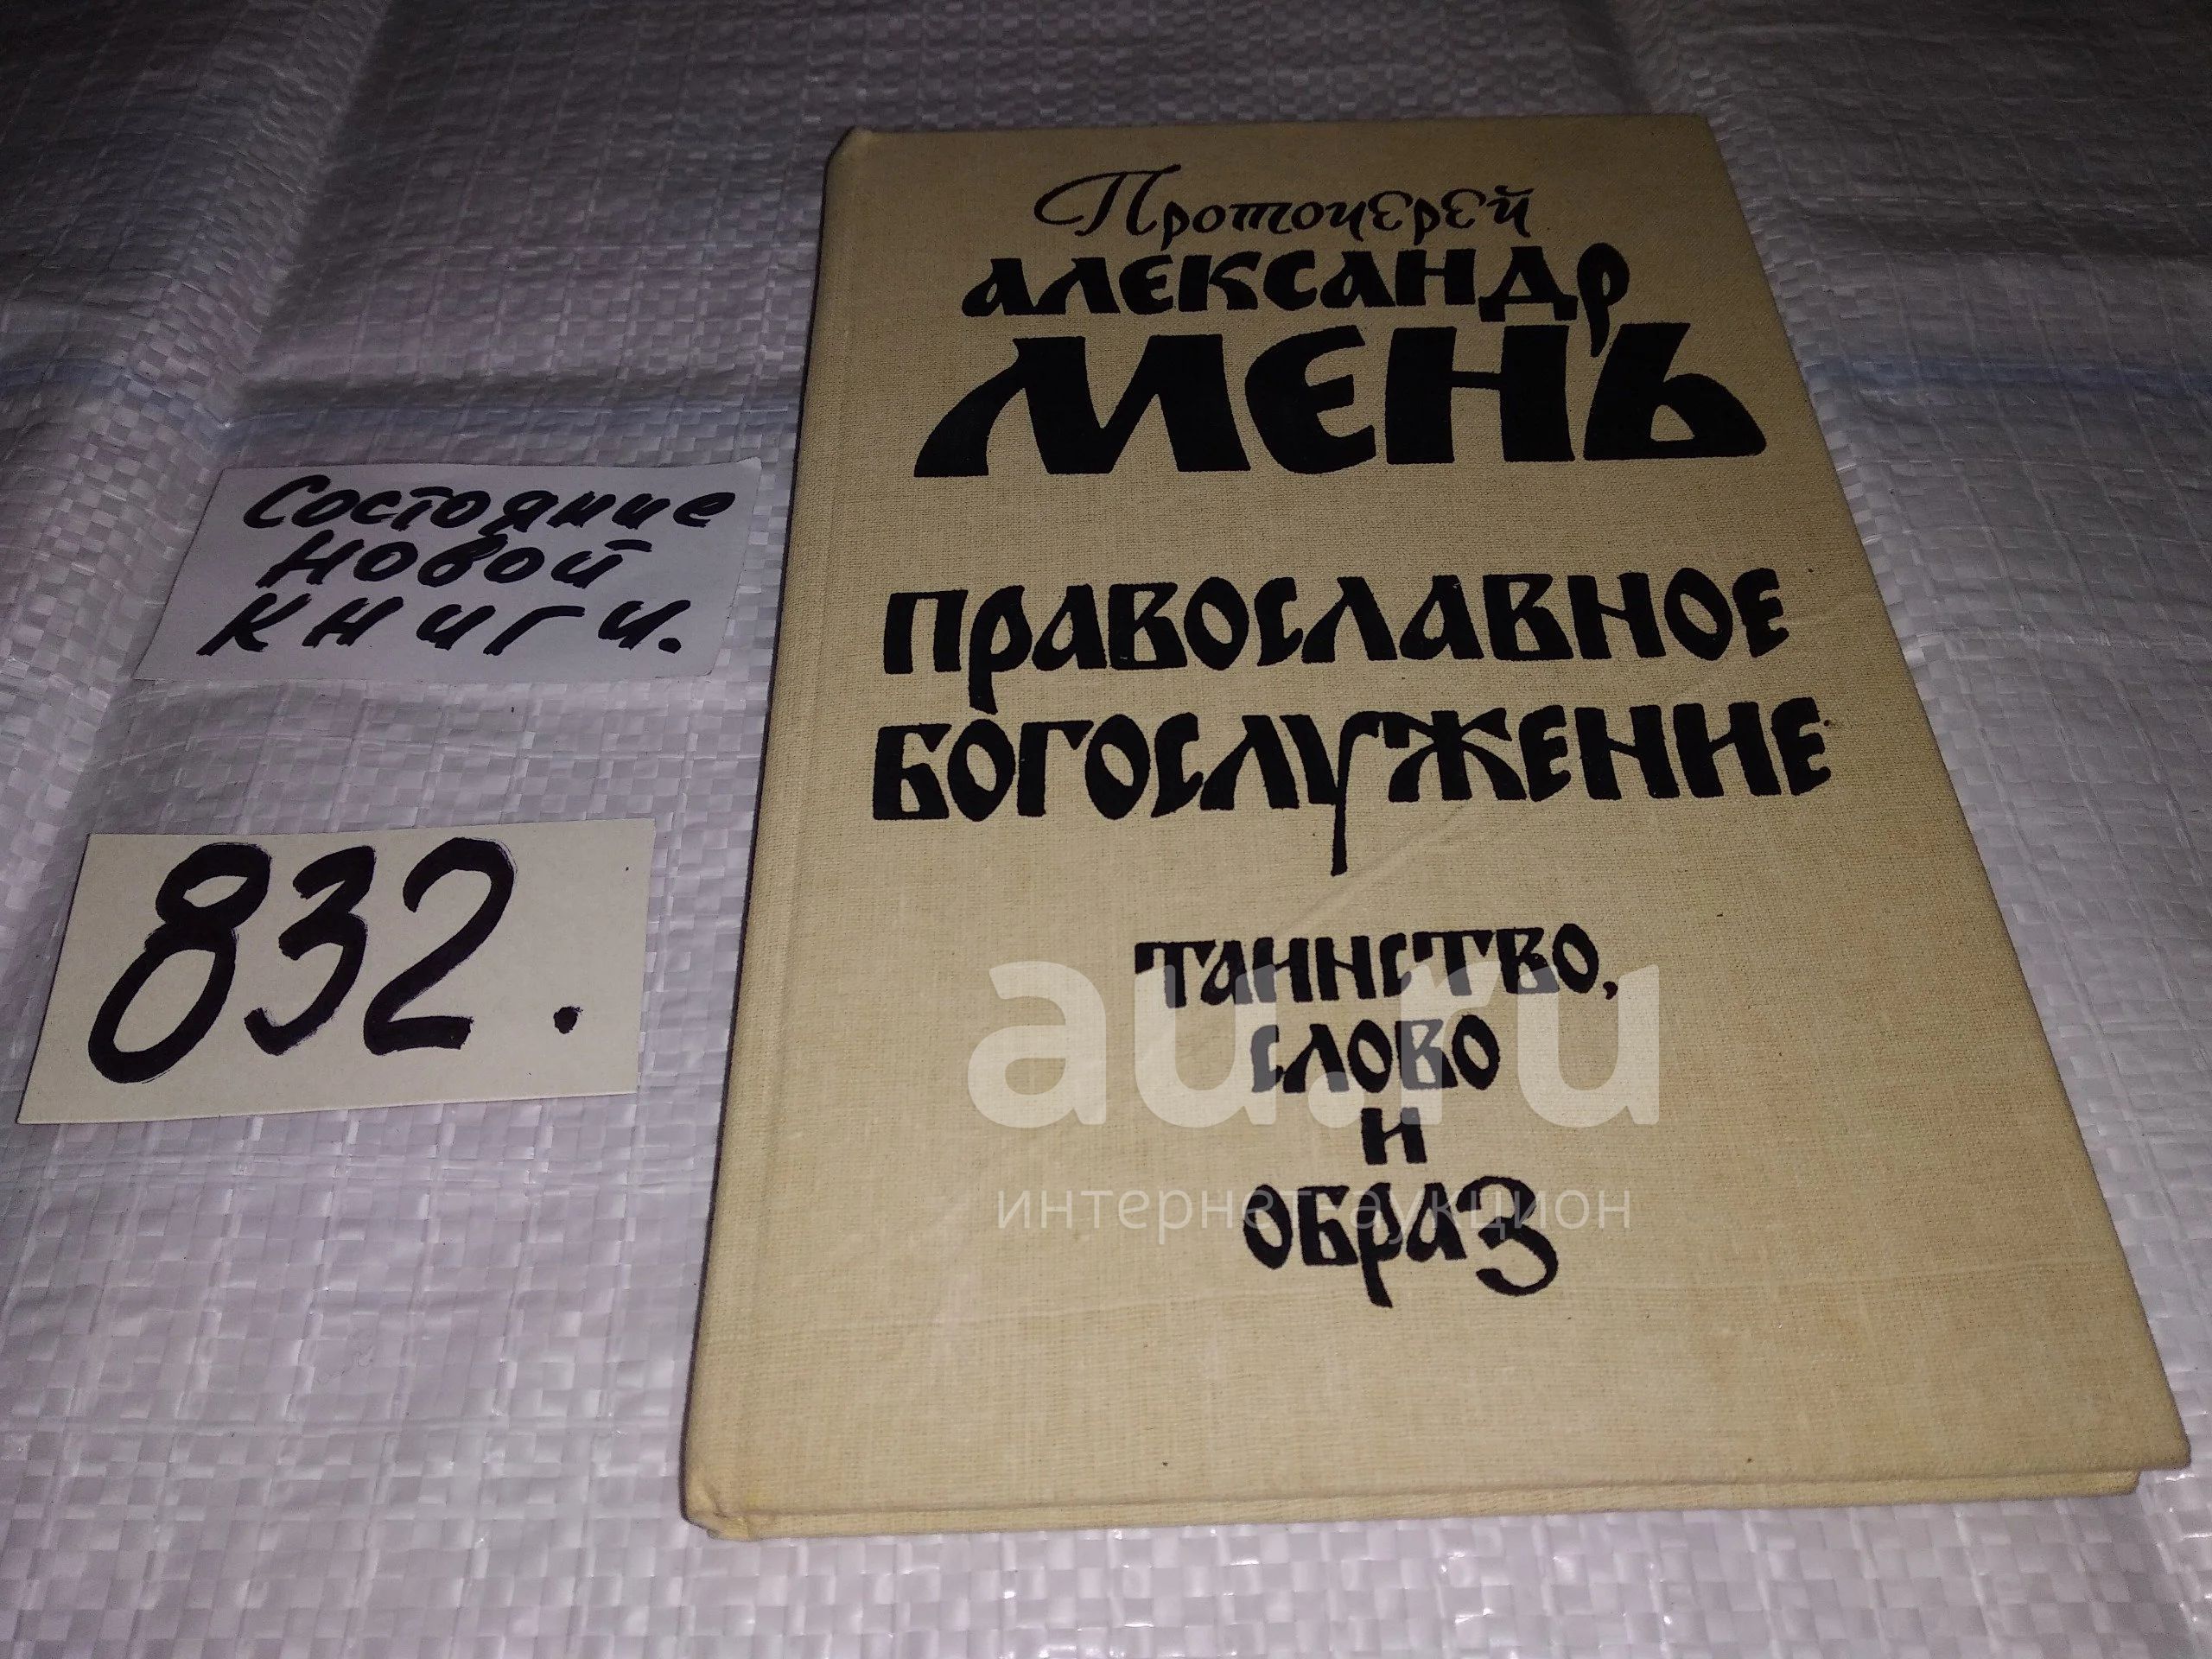 Протоиерей
Александр
Мень
Православное
Богослужение
Таинство,
Слово
и
Образ
Состояние
новой
книги.
832.
au.ru
интернет-аукцион